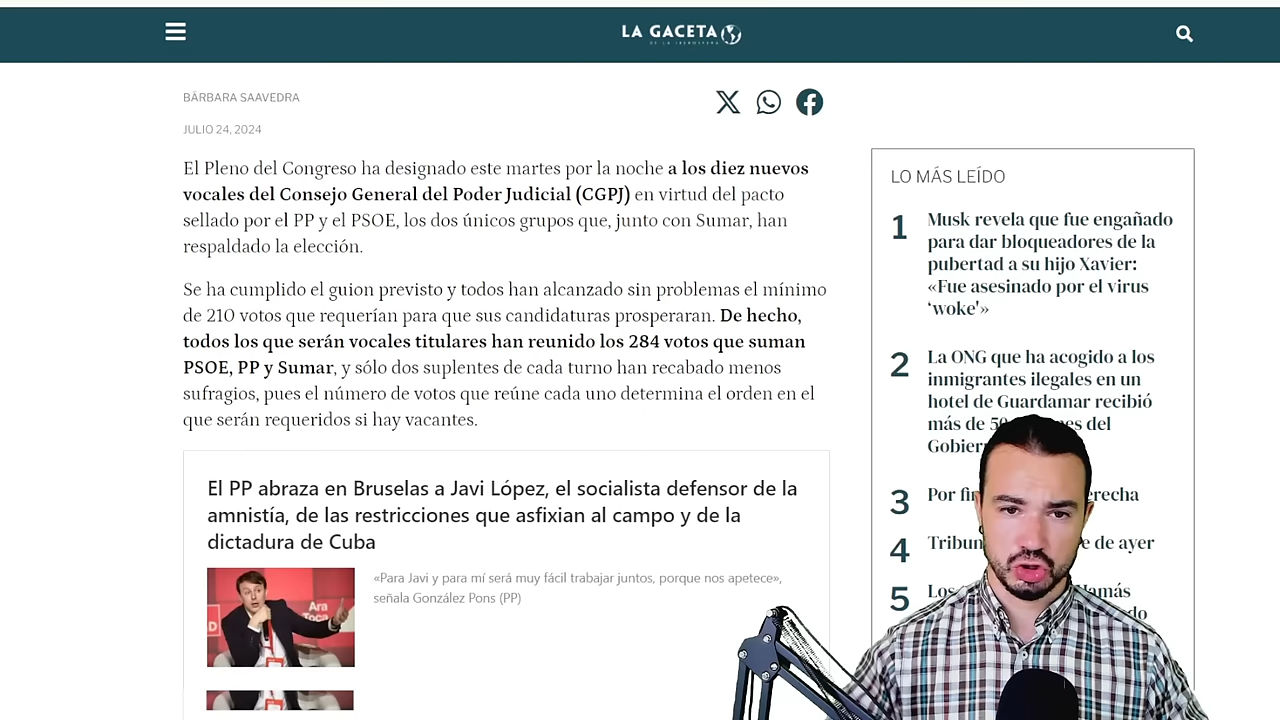 LA GACETA
DE LA IBEROSFERA
BÁRBARA SAAVEDRA
JULIO 24, 2024
El Pleno del Congreso ha designado este martes por la noche a los diez nuevos
vocales del Consejo General del Poder Judicial (CGPJ) en virtud del pacto
sellado por el PP y el PSOE, los dos únicos grupos que, junto con Sumar, han
respaldado la elección.
Se ha cumplido el guion previsto y todos han alcanzado sin problemas el mínimo
de 210 votos que requerían para que sus candidaturas prosperaran. De hecho,
todos los que serán vocales titulares han reunido los 284 votos que suman
PSOE, PP y Sumar, y sólo dos suplentes de cada turno han recabado menos
sufragios, pues el número de votos que reúne cada uno determina el orden en el
que serán requeridos si hay vacantes.
El PP abraza en Bruselas a Javi López, el socialista defensor de la
amnistía, de las restricciones que asfixian al campo y de la
dictadura de Cuba
«Para Javi y para mí será muy fácil trabajar juntos, porque nos apetece»,
señala González Pons (PP)
Ara
Toca
LO MÁS LEÍDO
1 Musk revela que fue engañado
para dar bloqueadores de la
pubertad a su hijo Xavier:
«Fue asesinado por el virus
‘woke'»
2 La ONG que ha acogido a los
inmigrantes ilegales en un
hotel de Guardamar recibió
más de del
3 Por
4 de ayer
5